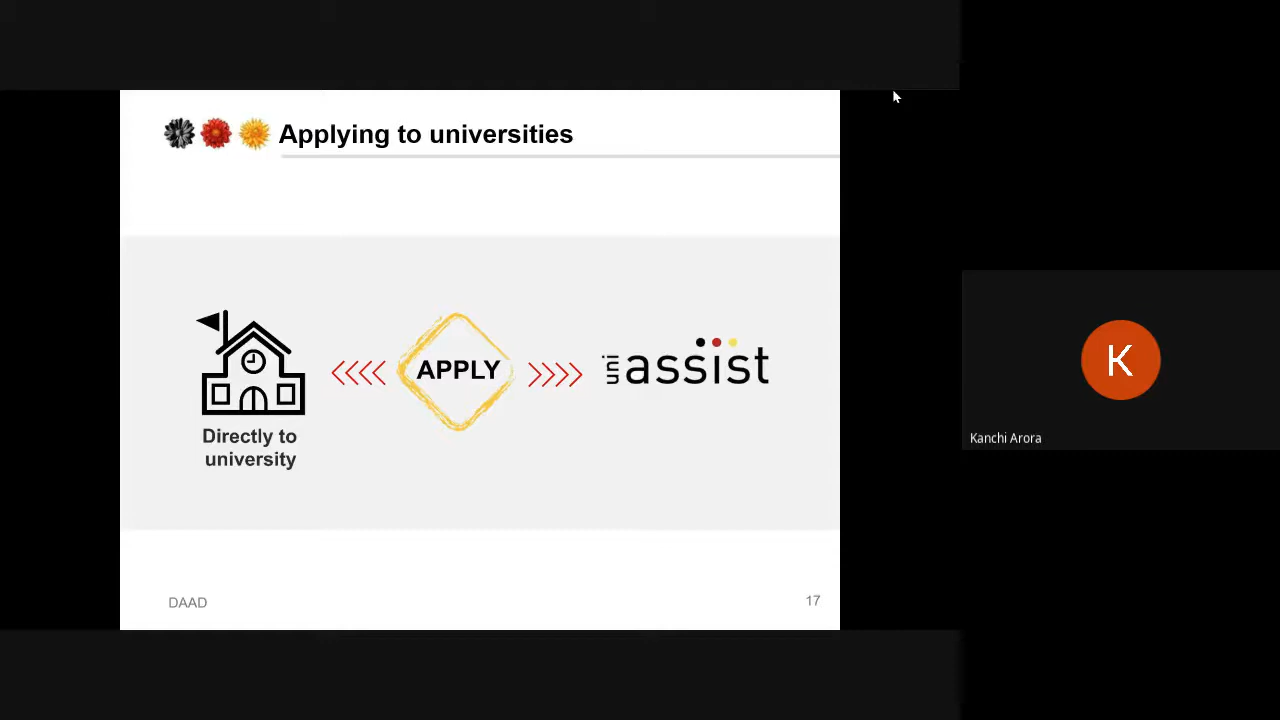 Applying to universities
APPLY
uni assist
Directly to
university
K
Kanchi Arora
DAAD
17